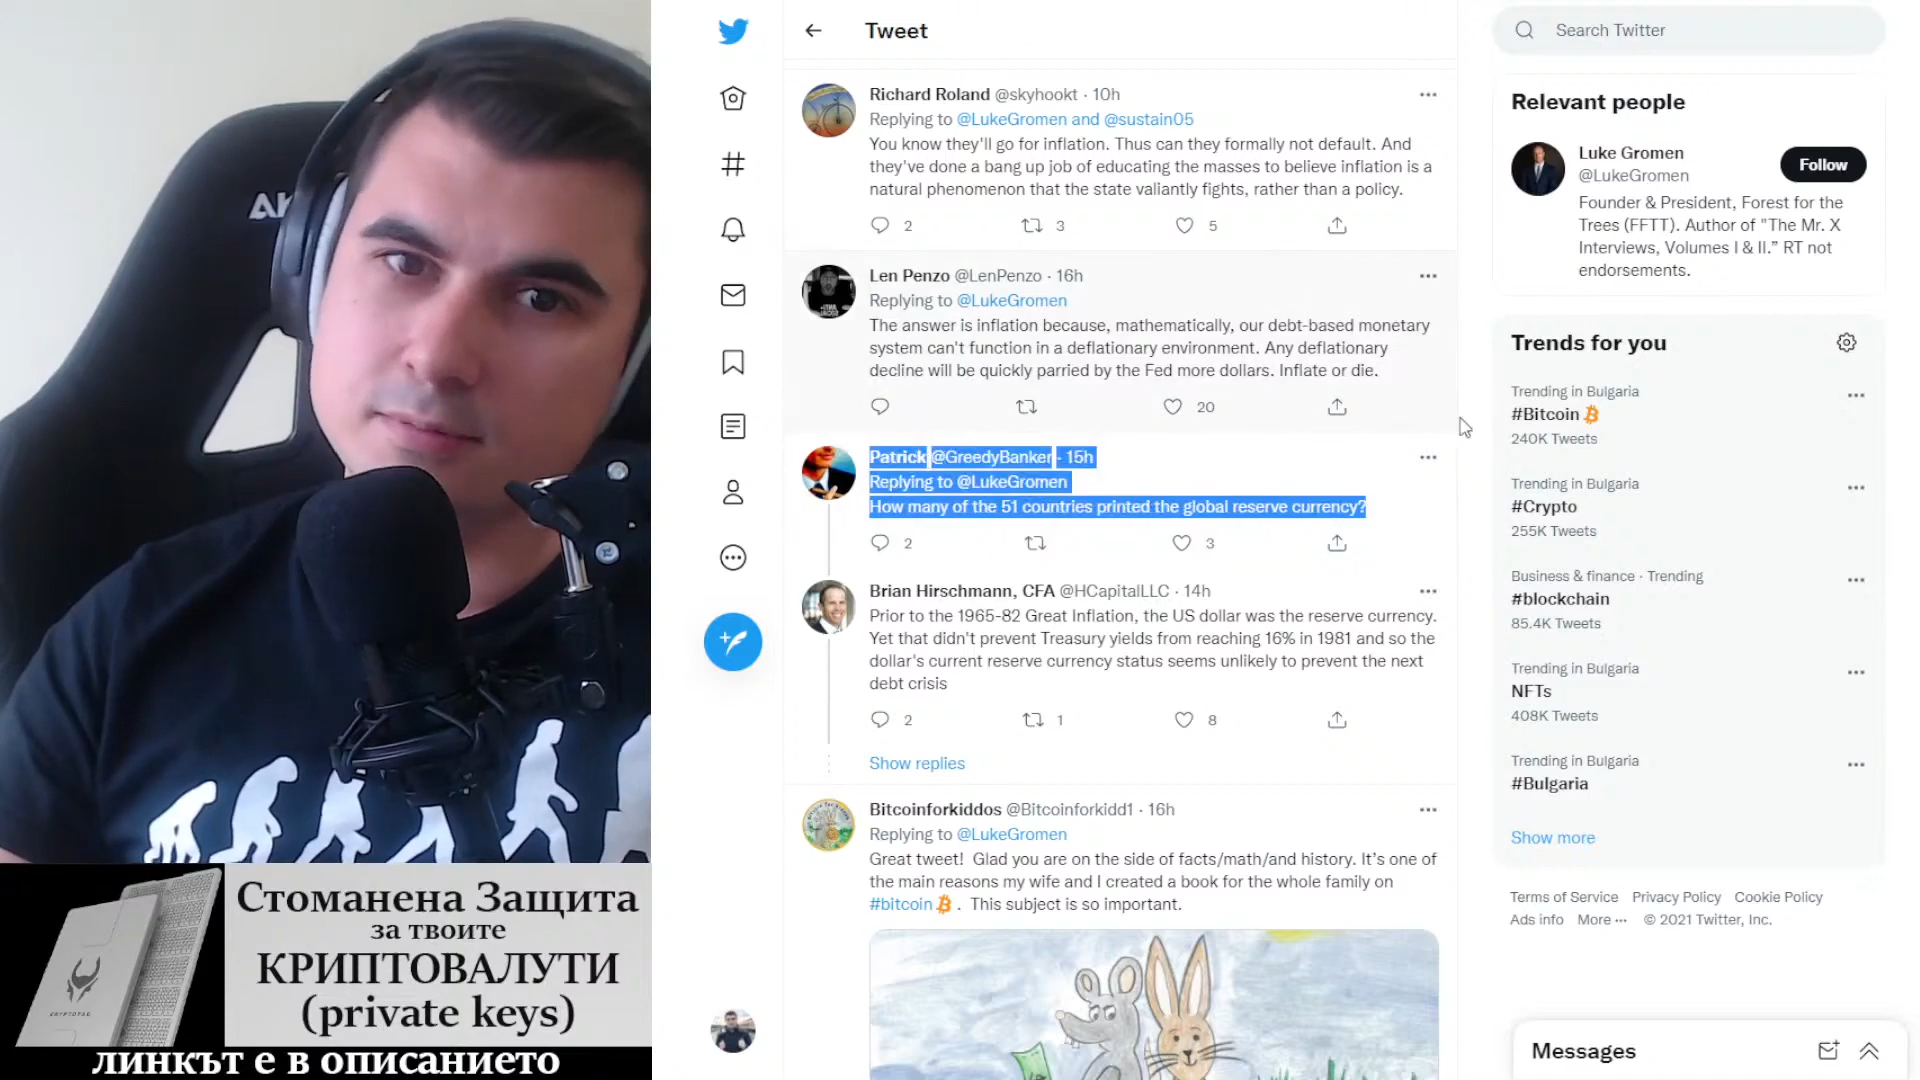 AK
Стоманена Защита
за твоите
КРИПТОВАЛУТИ
(private keys)
линкът е в описанието
CRYPTOTAG
Tweet
Richard Roland @skyhookt · 10h
Replying to @LukeGromen and @sustain05
You know they'll go for inflation. Thus can they formally not default. And
they've done a bang up job of educating the masses to believe inflation is a
natural phenomenon that the state valiantly fights, rather than a policy.
2 3 5
Len Penzo @LenPenzo · 16h
Replying to @LukeGromen
The answer is inflation because, mathematically, our debt-based monetary
system can't function in a deflationary environment. Any deflationary
decline will be quickly parried by the Fed more dollars. Inflate or die.
20
Patrick @GreedyBanker · 15h
Replying to @LukeGromen
How many of the 51 countries printed the global reserve currency?
2 3
Brian Hirschmann, CFA @HCapitalLLC · 14h
Prior to the 1965-82 Great Inflation, the US dollar was the reserve currency.
Yet that didn't prevent Treasury yields from reaching 16% in 1981 and so the
dollar's current reserve currency status seems unlikely to prevent the next
debt crisis
2 1 8
Show replies
Bitcoinforkiddos @Bitcoinforkidd1 · 16h
Replying to @LukeGromen
Great tweet! Glad you are on the side of facts/math/and history. It's one of
the main reasons my wife and I created a book for the whole family on
#bitcoin . This subject is so important.
Search Twitter
Relevant people
Luke Gromen
@LukeGromen
Follow
Founder & President, Forest for the
Trees (FFTT). Author of "The Mr. X
Interviews, Volumes I & II." RT not
endorsements.
Trends for you
Trending in Bulgaria
#Bitcoin
240K Tweets
Trending in Bulgaria
#Crypto
255K Tweets
Business & finance · Trending
#blockchain
85.4K Tweets
Trending in Bulgaria
NFTs
408K Tweets
Trending in Bulgaria
#Bulgaria
Show more
Terms of Service Privacy Policy Cookie Policy
Ads info More ··· © 2021 Twitter, Inc.
Messages